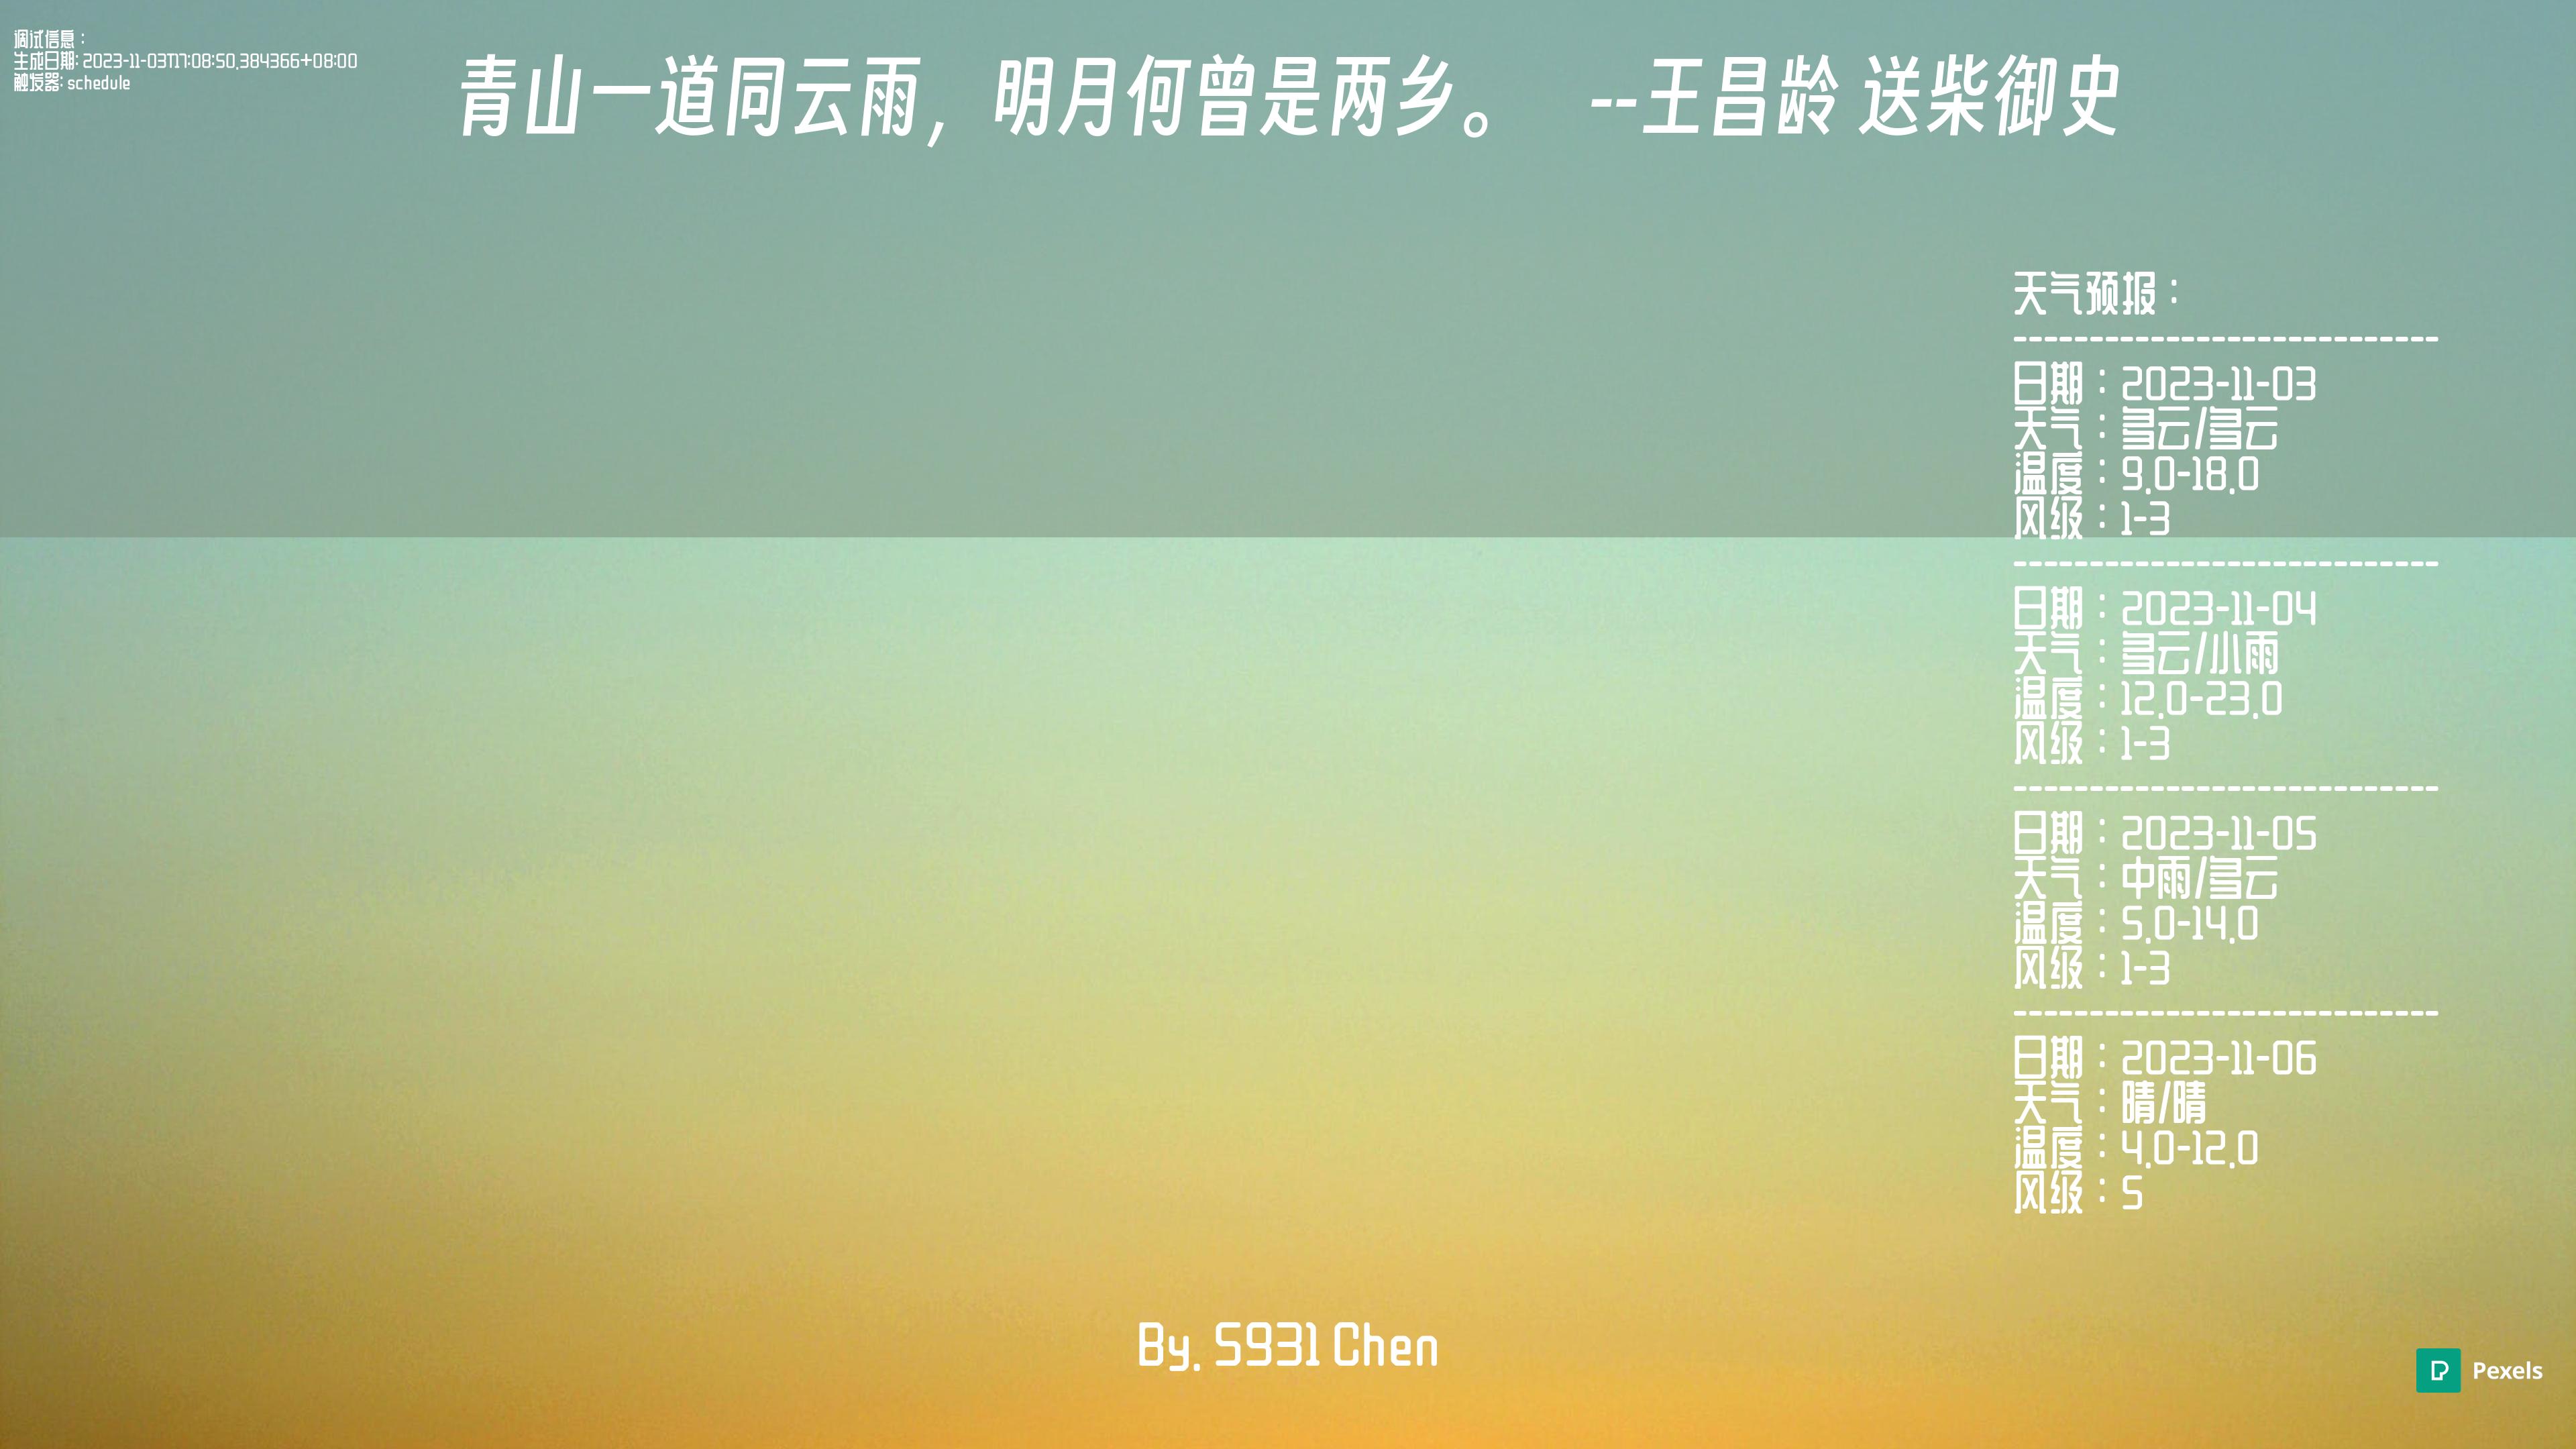 调试信息：
生成日期: 2023-11-03T17:08:50.384366+08:00
触发器: schedule
青山一道同云雨，明月何曾是两乡。 --王昌龄 送柴御史
天气预报：
----------------------------
日期：2023-11-03
天气：多云/多云
温度：9.0-18.0
风级：1-3
----------------------------
日期：2023-11-04
天气：多云/小雨
温度：12.0-23.0
风级：1-3
----------------------------
日期：2023-11-05
天气：中雨/多云
温度：5.0-14.0
风级：1-3
----------------------------
日期：2023-11-06
天气：晴/晴
温度：4.0-12.0
风级：5
By. S931 Chen
Pexels